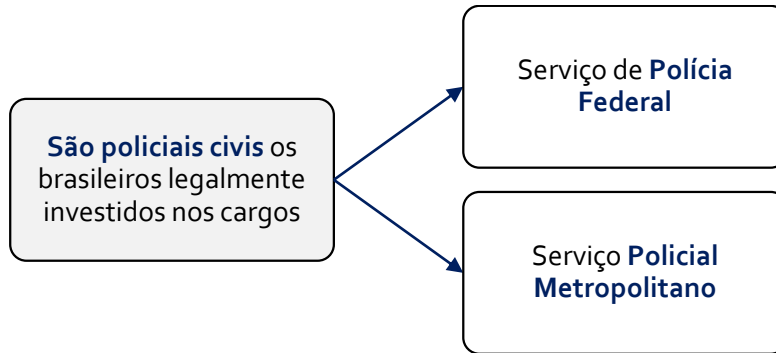 São policiais civis os
brasileiros legalmente
investidos nos cargos
Serviço de Polícia
Federal
Serviço Policial
Metropolitano